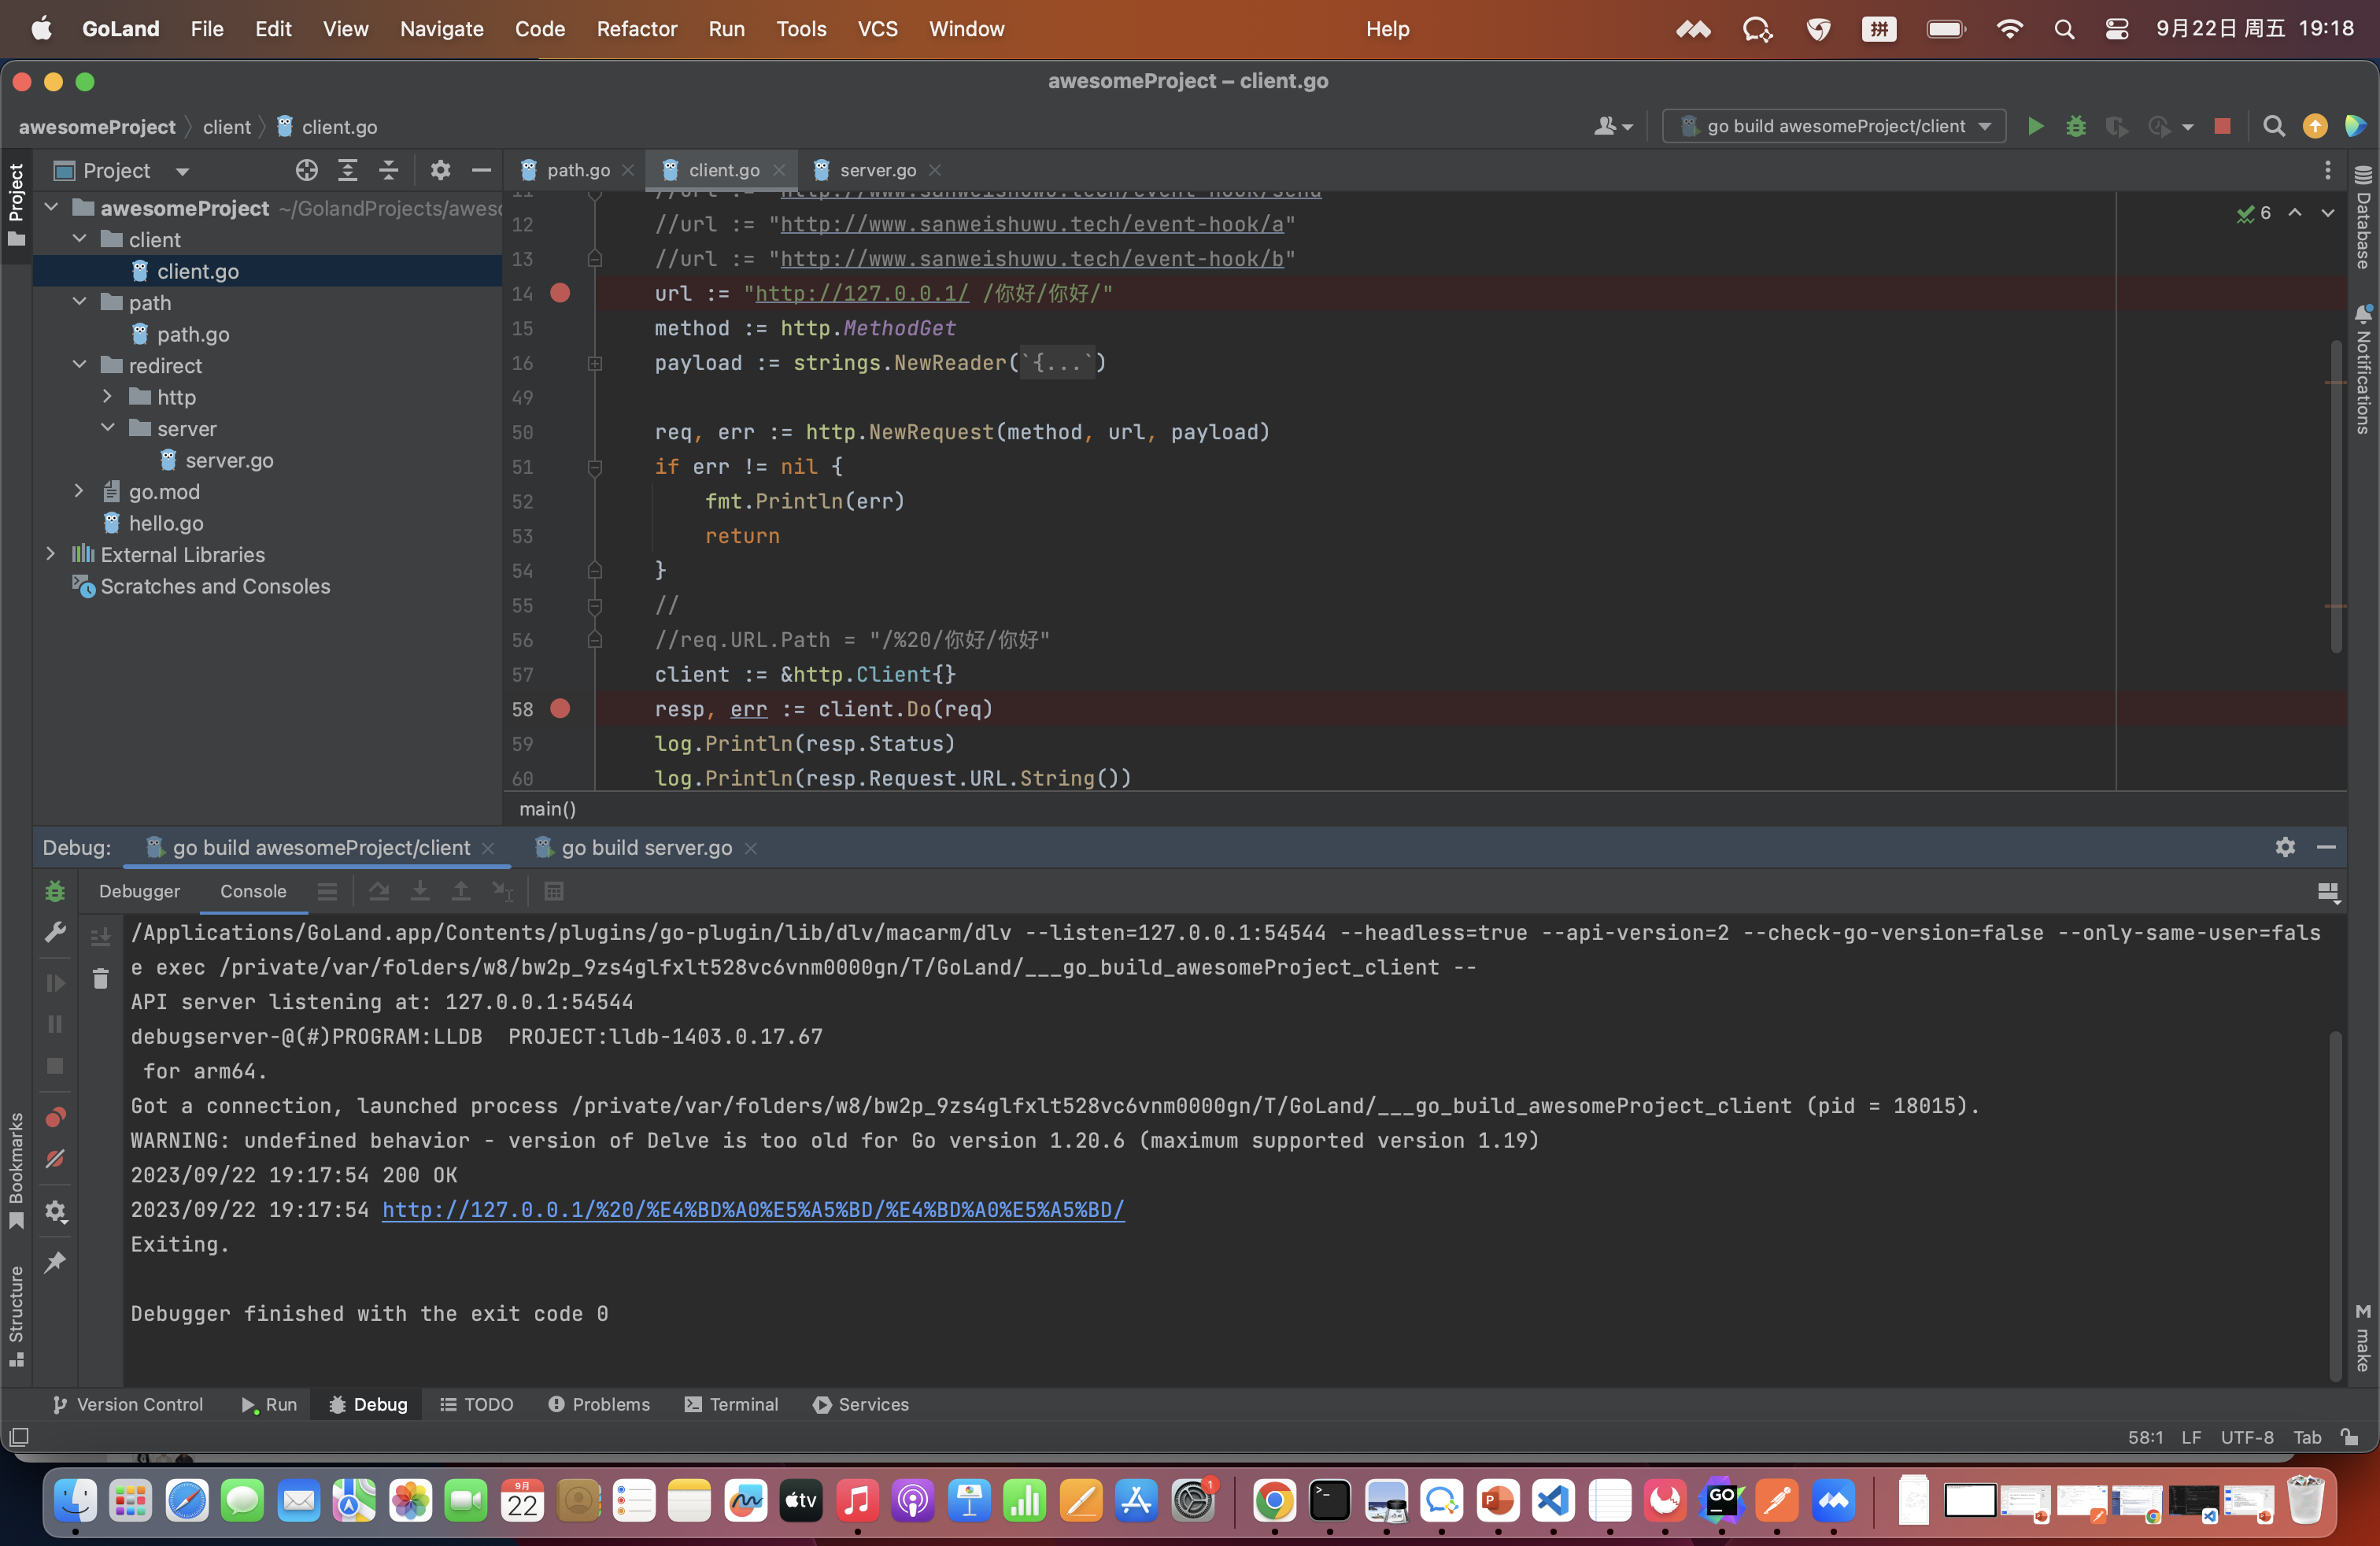 GoLand File Edit View Navigate Code Refactor Run Tools VCS Window Help 拼 9月22日 周五 19:18
awesomeProject – client.go
awesomeProject client client.go
go build awesomeProject/client
Project
Project
path.go client.go server.go
awesomeProject ~/GolandProjects/aweso
client
client.go
path
path.go
redirect
http
server
server.go
go.mod
hello.go
External Libraries
Scratches and Consoles
11 //url := "http://www.sanweishuwu.tech/event-hook/send
12 //url := "http://www.sanweishuwu.tech/event-hook/a"
13 //url := "http://www.sanweishuwu.tech/event-hook/b"
14 url := "http://127.0.0.1/ /你好/你好/"
15 method := http.MethodGet
16 payload := strings.NewReader(`{...`)
49
50 req, err := http.NewRequest(method, url, payload)
51 if err != nil {
52 fmt.Println(err)
53 return
54 }
55 //
56 //req.URL.Path = "/%20/你好/你好"
57 client := &http.Client{}
58 resp, err := client.Do(req)
59 log.Println(resp.Status)
60 log.Println(resp.Request.URL.String())
main()
6
Database
Notifications
make
Debug: go build awesomeProject/client go build server.go
Debugger Console
/Applications/GoLand.app/Contents/plugins/go-plugin/lib/dlv/macarm/dlv --listen=127.0.0.1:54544 --headless=true --api-version=2 --check-go-version=false --only-same-user=fals
e exec /private/var/folders/w8/bw2p_9zs4glfxlt528vc6vnm0000gn/T/GoLand/___go_build_awesomeProject_client --
API server listening at: 127.0.0.1:54544
debugserver-@(#)PROGRAM:LLDB  PROJECT:lldb-1403.0.17.67
 for arm64.
Got a connection, launched process /private/var/folders/w8/bw2p_9zs4glfxlt528vc6vnm0000gn/T/GoLand/___go_build_awesomeProject_client (pid = 18015).
WARNING: undefined behavior - version of Delve is too old for Go version 1.20.6 (maximum supported version 1.19)
2023/09/22 19:17:54 200 OK
2023/09/22 19:17:54 http://127.0.0.1/%20/%E4%BD%A0%E5%A5%BD/%E4%BD%A0%E5%A5%BD/
Exiting.
Debugger finished with the exit code 0
Bookmarks
Structure
Version Control Run Debug TODO Problems Terminal Services
58:1 LF UTF-8 Tab
9月
22
tv
1
P
GO